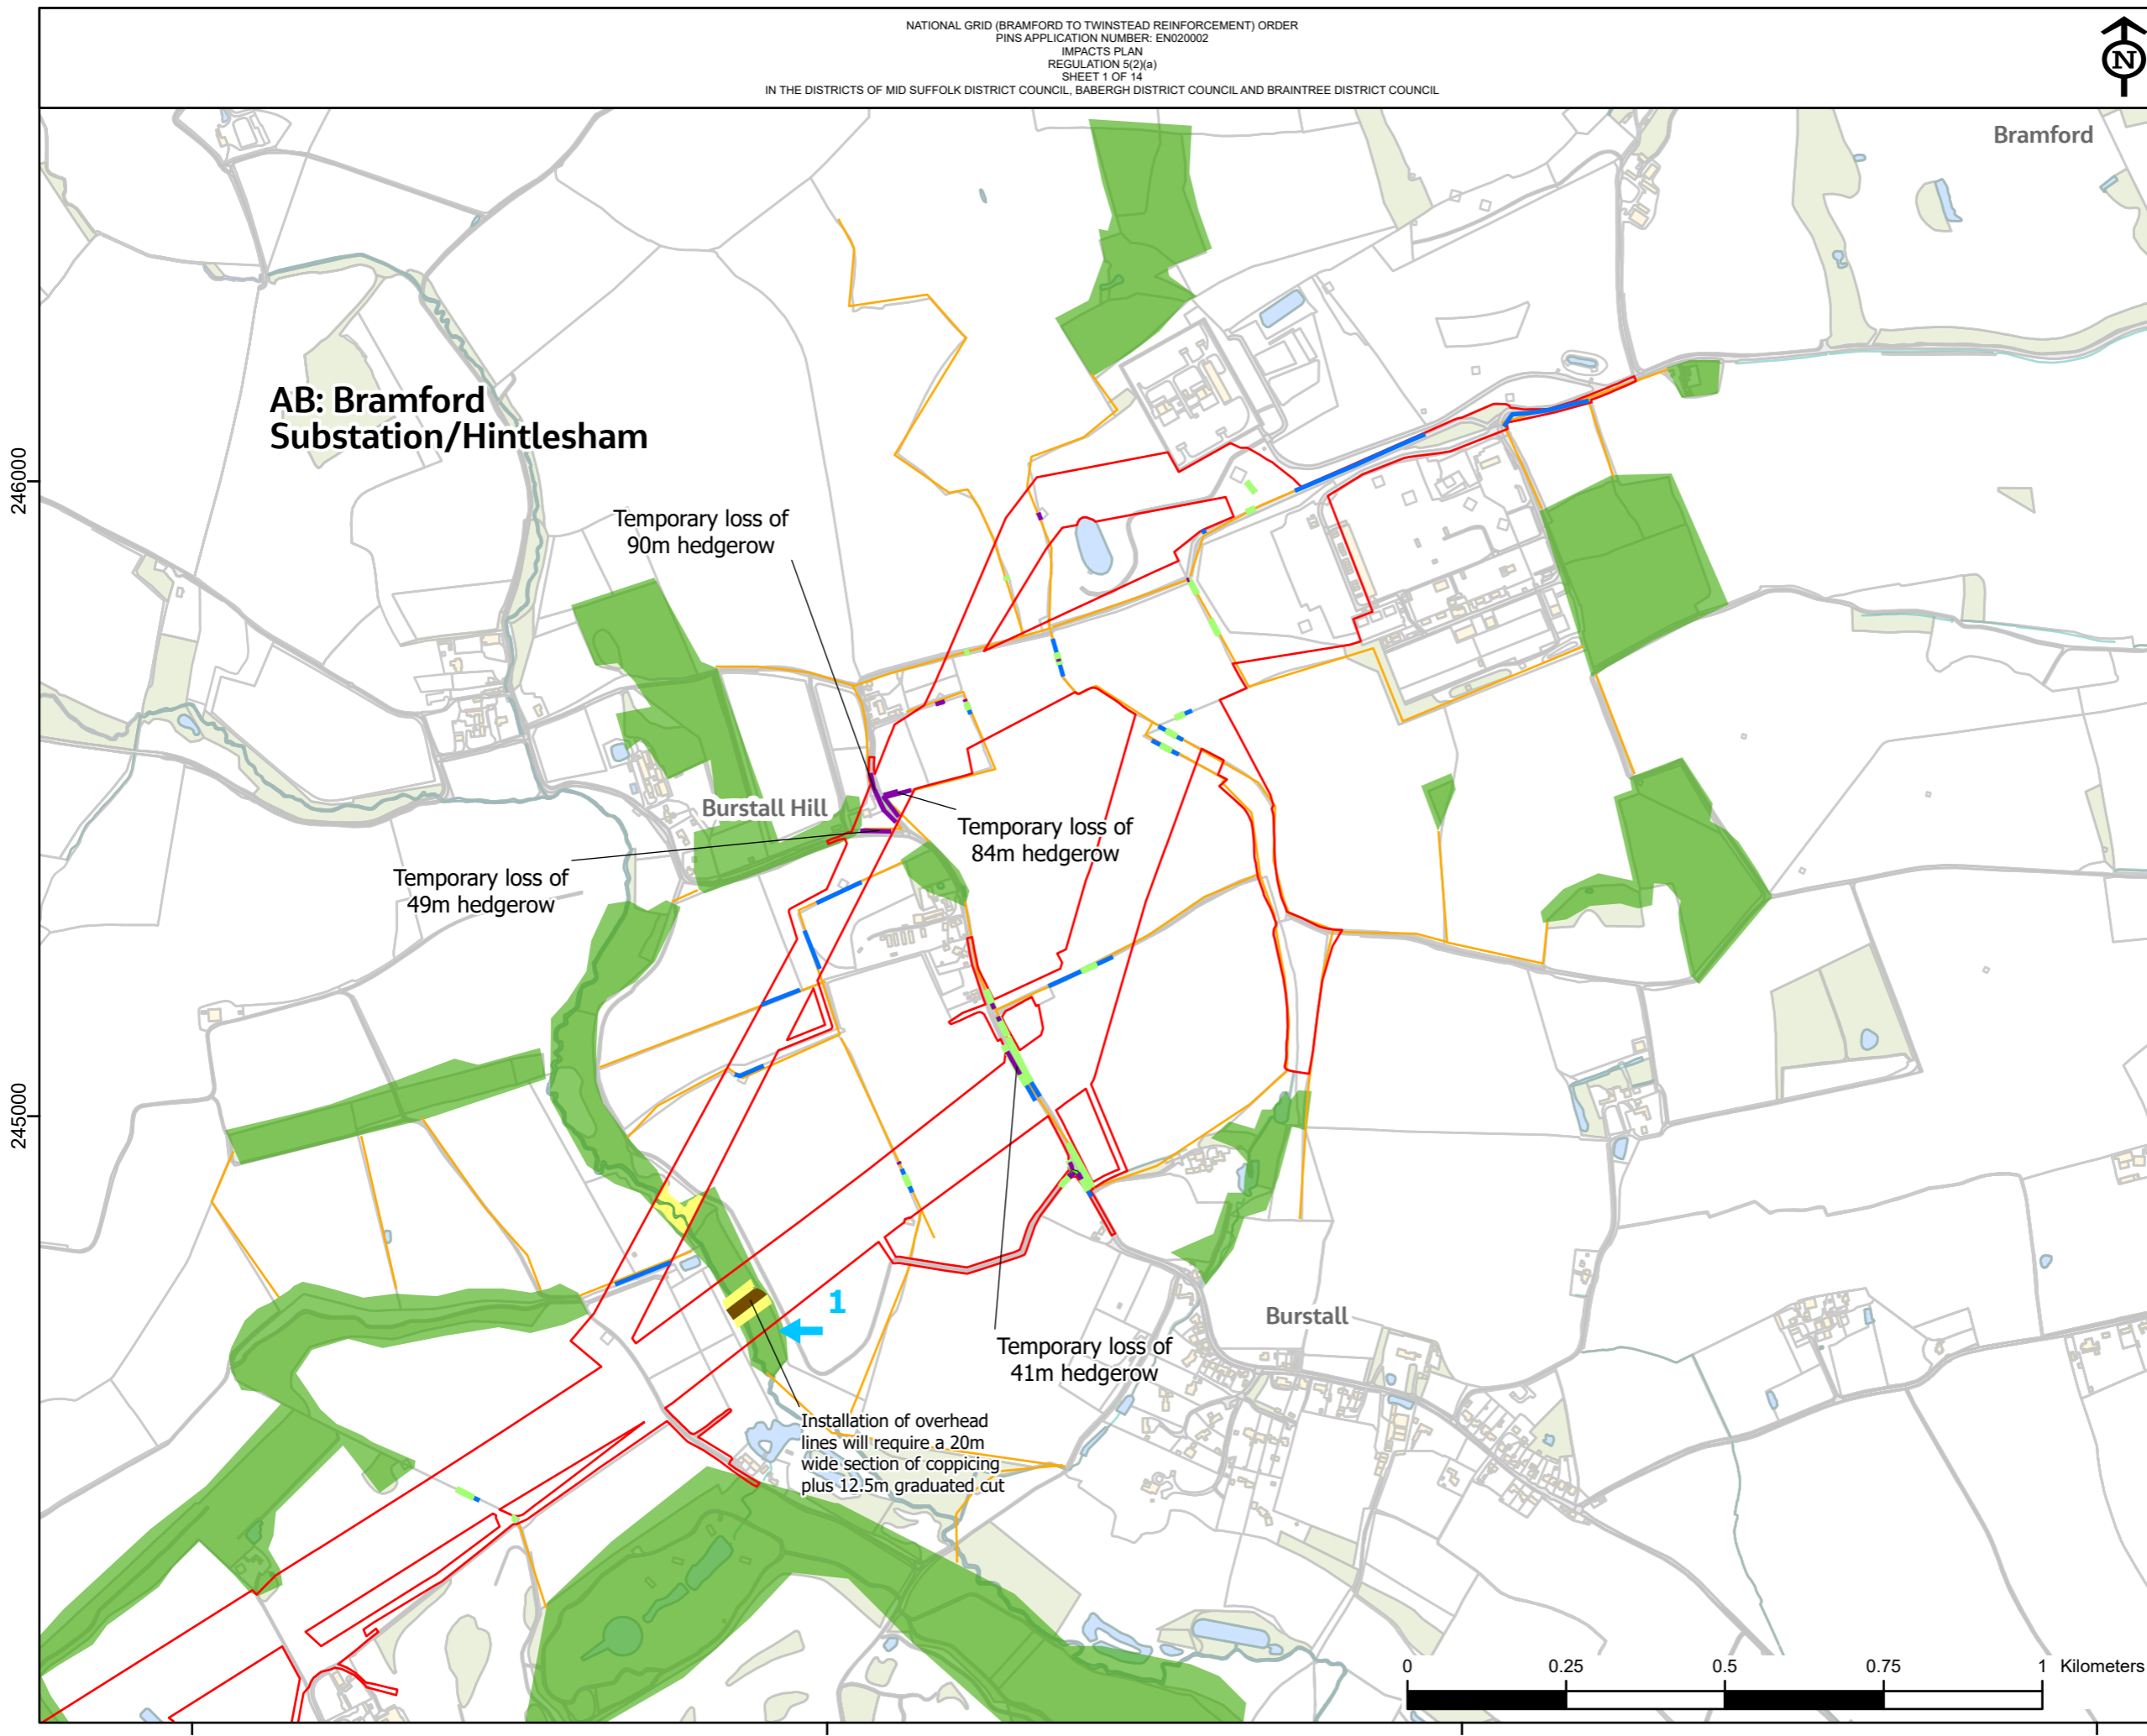 NATIONAL GRID (BRAMFORD TO TWINSTEAD REINFORCEMENT) ORDER
PINS APPLICATION NUMBER: EN020002
IMPACTS PLAN
REGULATION 5(2)(a)
SHEET 1 OF 14
IN THE DISTRICTS OF MID SUFFOLK DISTRICT COUNCIL, BABERGH DISTRICT COUNCIL AND BRAINTREE DISTRICT COUNCIL
N
Bramford
AB: Bramford
Substation/Hintlesham
246000
Temporary loss of
90m hedgerow
Burstall Hill
Temporary loss of
84m hedgerow
Temporary loss of
49m hedgerow
245000
1
Burstall
Temporary loss of
41m hedgerow
Installation of overhead
lines will require a 20m
wide section of coppicing
plus 12.5m graduated cut
0 0.25 0.5 0.75 1 Kilometers